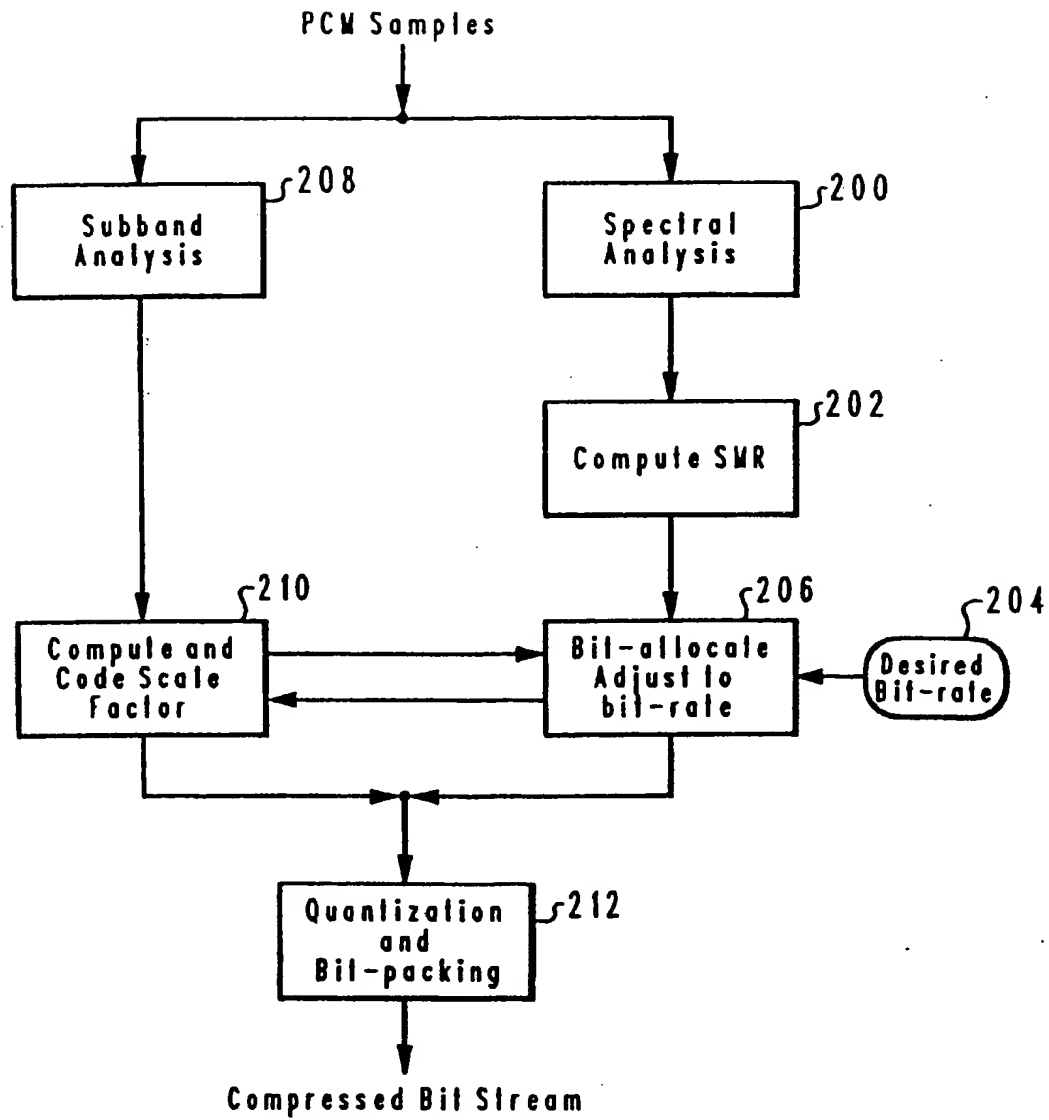 PCM Samples
208
Subband
Analysis
200
Spectral
Analysis
202
Compute SMR
210
Compute and
Code Scale
Factor
206
Bit-allocate
Adjust to
bit-rate
204
Desired
Bit-rate
Quantization
and
Bit-packing
212
Compressed Bit Stream